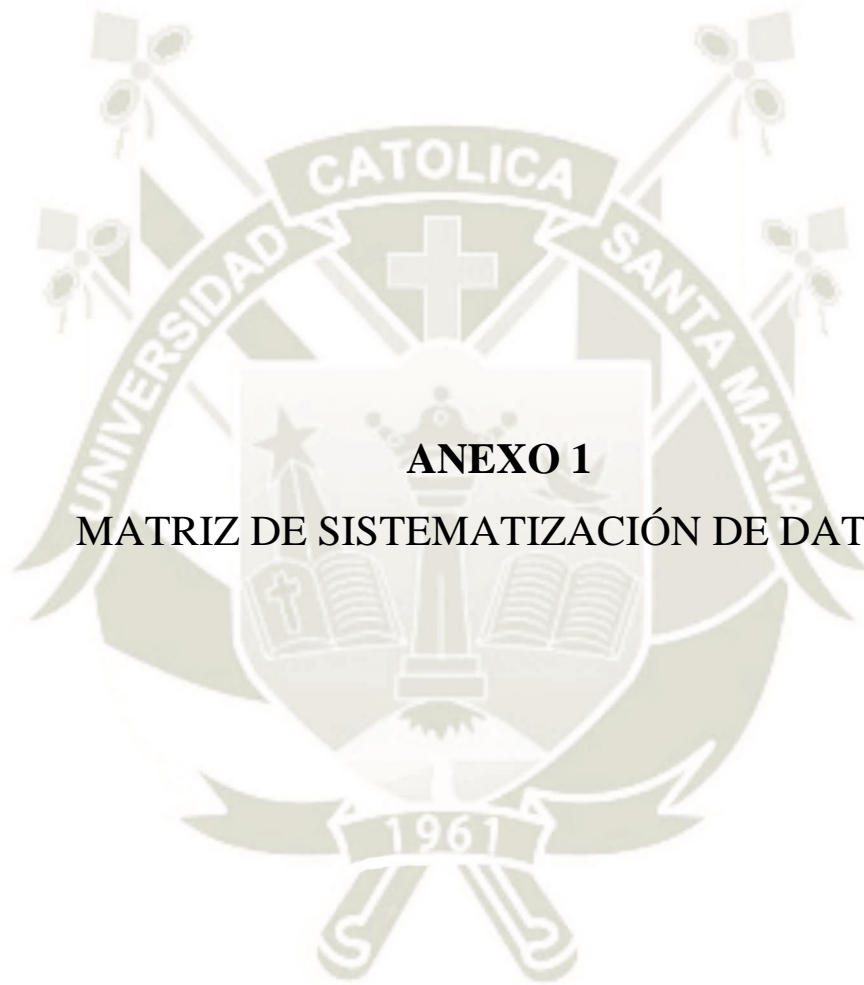 CATOLICA
UNIVERSIDAD
SANTA MARIA
ANEXO 1
MATRIZ DE SISTEMATIZACIÓN DE DAT
1961